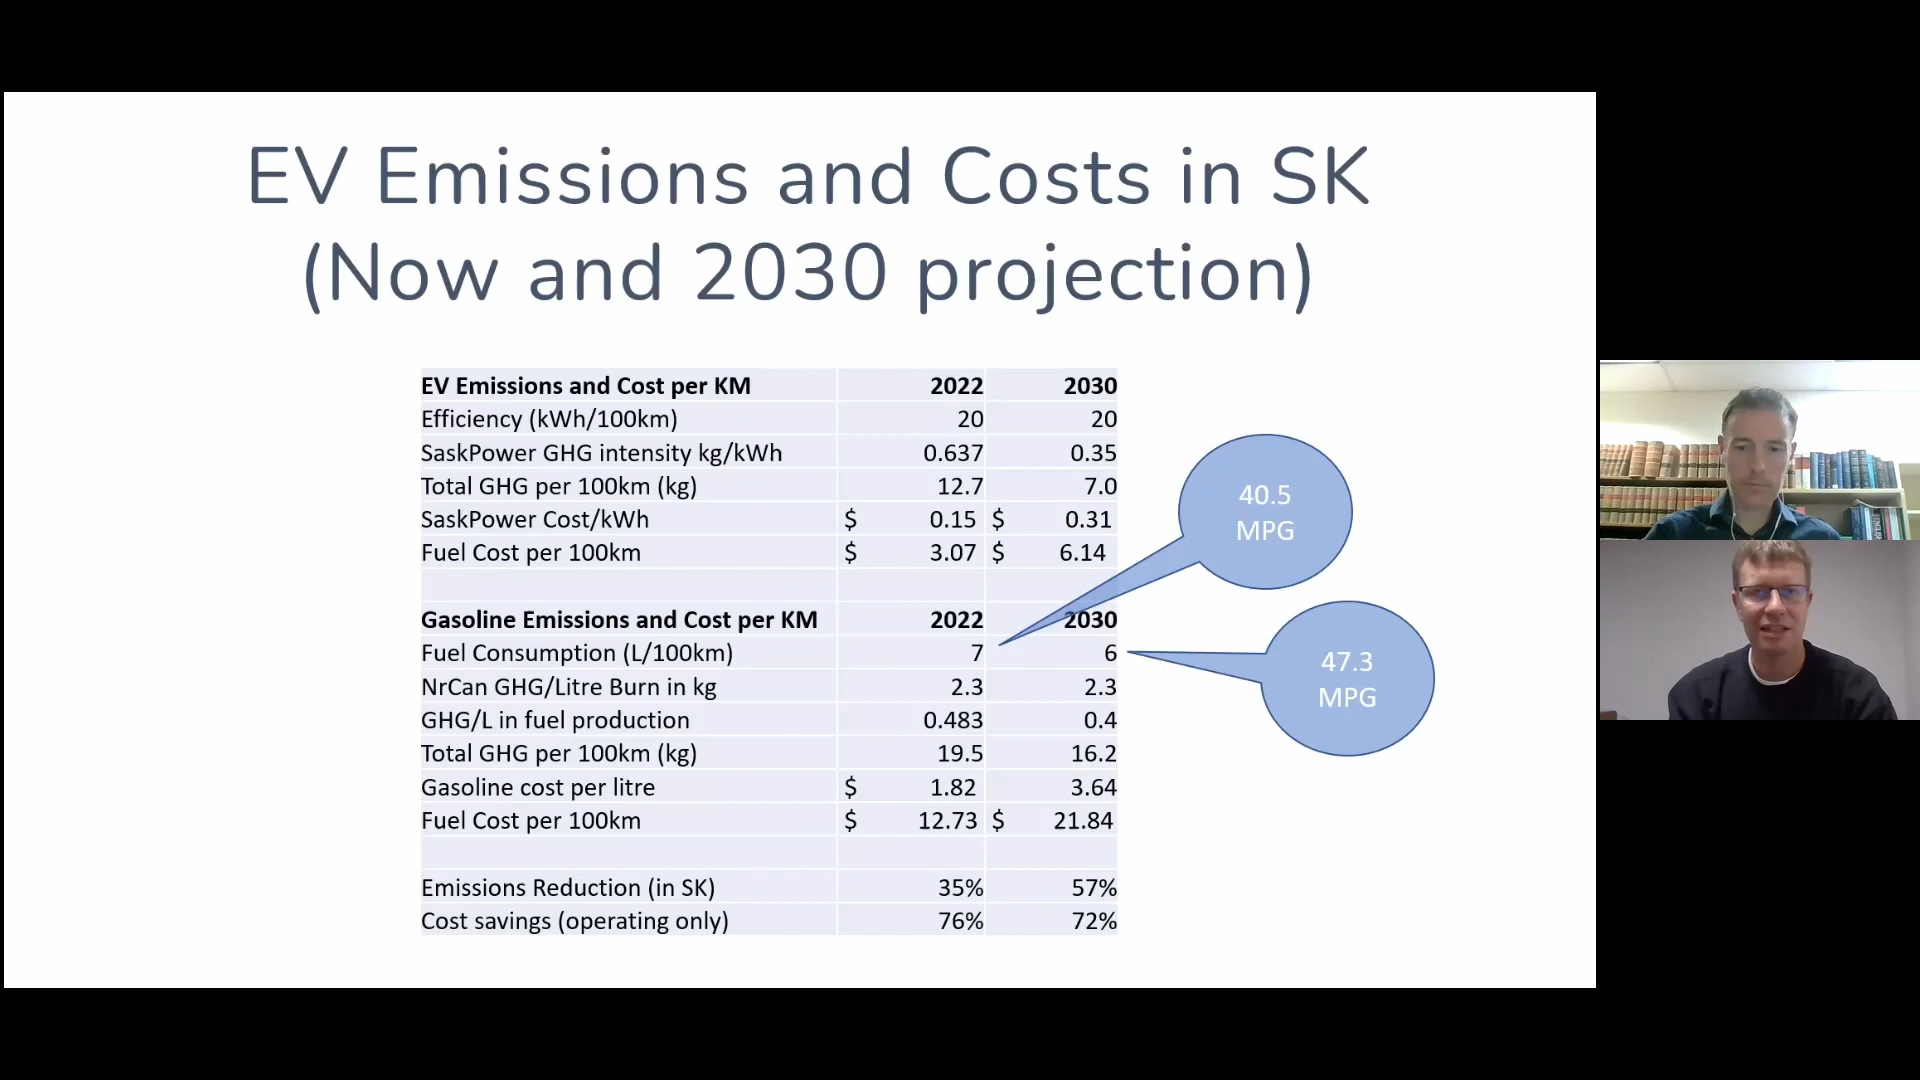 EV Emissions and Costs in SK
(Now and 2030 projection)
EV Emissions and Cost per KM 2022 2030
Efficiency (kWh/100km) 20 20
SaskPower GHG intensity kg/kWh 0.637 0.35
Total GHG per 100km (kg) 12.7 7.0
SaskPower Cost/kWh $ 0.15 $ 0.31
Fuel Cost per 100km $ 3.07 $ 6.14
Gasoline Emissions and Cost per KM 2022 2030
Fuel Consumption (L/100km) 7 6
NrCan GHG/Litre Burn in kg 2.3 2.3
GHG/L in fuel production 0.483 0.4
Total GHG per 100km (kg) 19.5 16.2
Gasoline cost per litre $ 1.82 3.64
Fuel Cost per 100km $ 12.73 $ 21.84
Emissions Reduction (in SK) 35% 57%
Cost savings (operating only) 76% 72%
40.5
MPG
47.3
MPG